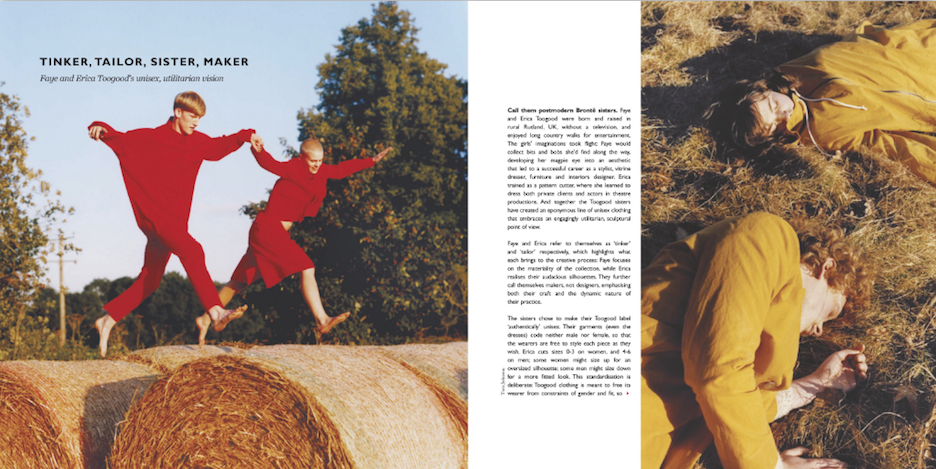 TINKER, TAILOR, SISTER, MAKER
Faye and Erica Toogood's unisex, utilitarian vision
Call them postmodern Brontë sisters. Faye
and Erica Toogood were born and raised in
rural Rutland, UK, without a television, and
enjoyed long country walks for entertainment.
The girls' imaginations took flight: Faye would
collect bits and bobs she'd find along the way,
developing her magpie eye into an aesthetic
that led to a successful career as a stylist, vitrine
dresser, furniture and interiors designer. Erica
trained as a pattern cutter, where she learned to
dress both private clients and actors in theatre
productions. And together the Toogood sisters
have created an eponymous line of unisex clothing
that embraces an engagingly utilitarian, sculptural
point of view.
Faye and Erica refer to themselves as 'tinker'
and 'tailor' respectively, which highlights what
each brings to the creative process: Faye focuses
on the materiality of the collection, while Erica
realises their audacious silhouettes. They further
call themselves makers, not designers, emphasising
both their craft and the dynamic nature of
their practice.
The sisters chose to make their Toogood label
'authentically' unisex. Their garments (even the
dresses) code neither male nor female, so that
the wearers are free to style each piece as they
wish. Erica cuts sizes 0-3 on women, and 4-6
on men; some women might size up for an
oversized silhouette; some men might size down
for a more fitted look. This standardisation is
deliberate: Toogood clothing is meant to free its
wearer from constraints of gender and fit, so